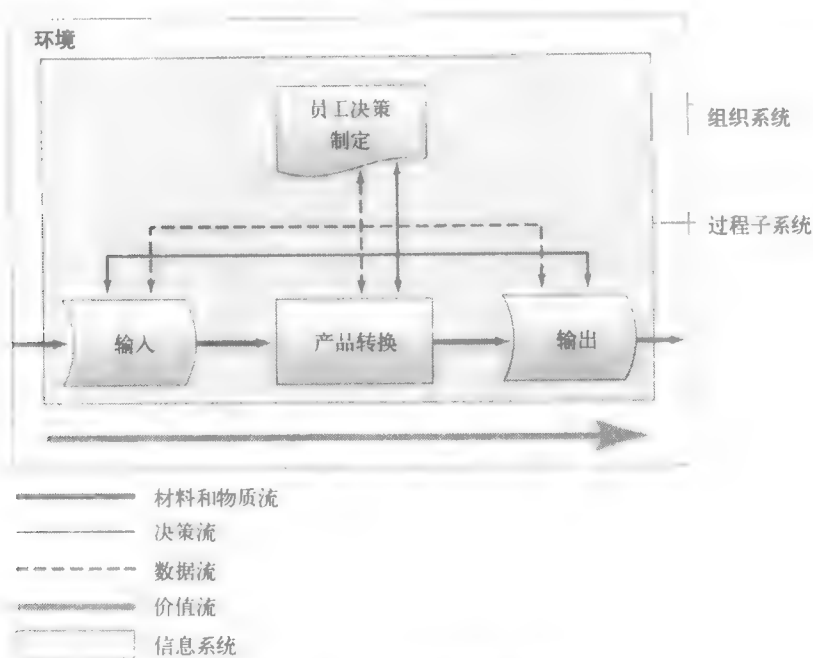 环境
员工决策
制定
组织系统
过程子系统
输入
产品转换
输出
材料和物质流
决策流
数据流
价值流
信息系统